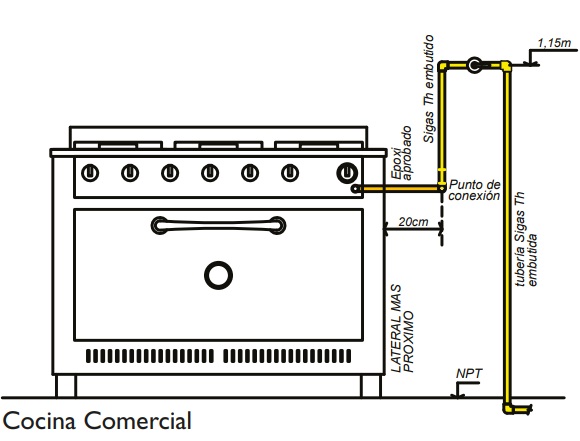 1,15m
Sigas Th embutido
Epoxi
aprobado
Punto de
conexión
20cm
tubería Sigas Th
embutida
LATERAL MAS
PROXIMO
NPT
Cocina Comercial